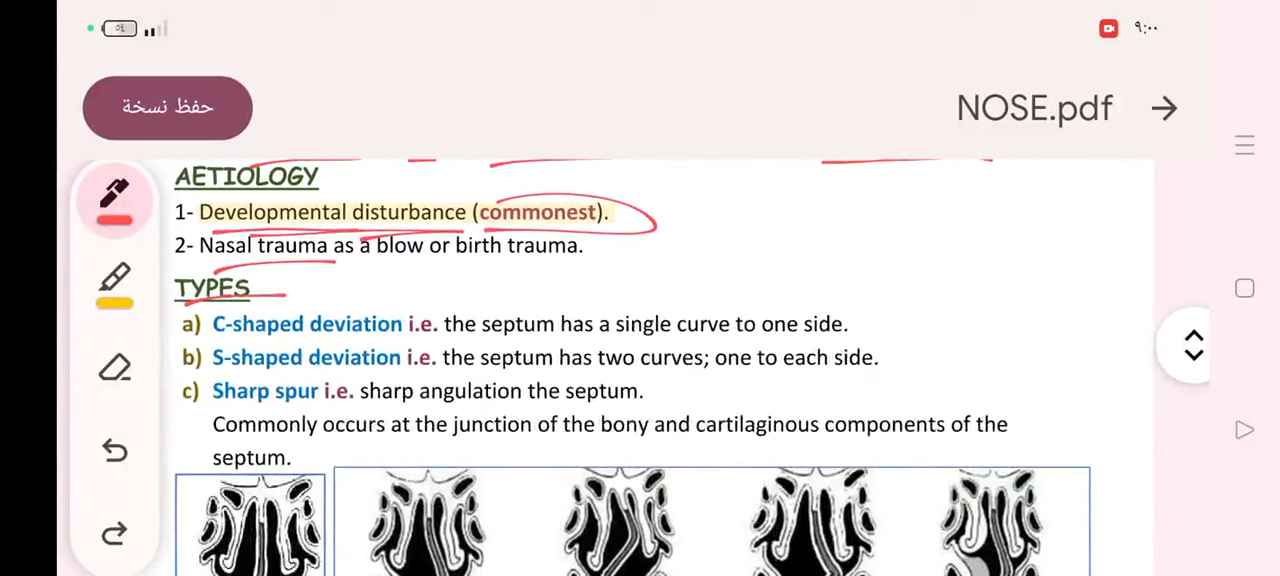 ٩:٠٠
٥٤
حفظ نسخة
NOSE.pdf
AETIOLOGY
1- Developmental disturbance (commonest).
2- Nasal trauma as a blow or birth trauma.
TYPES
a) C-shaped deviation i.e. the septum has a single curve to one side.
b) S-shaped deviation i.e. the septum has two curves; one to each side.
c) Sharp spur i.e. sharp angulation the septum.
Commonly occurs at the junction of the bony and cartilaginous components of the
septum.